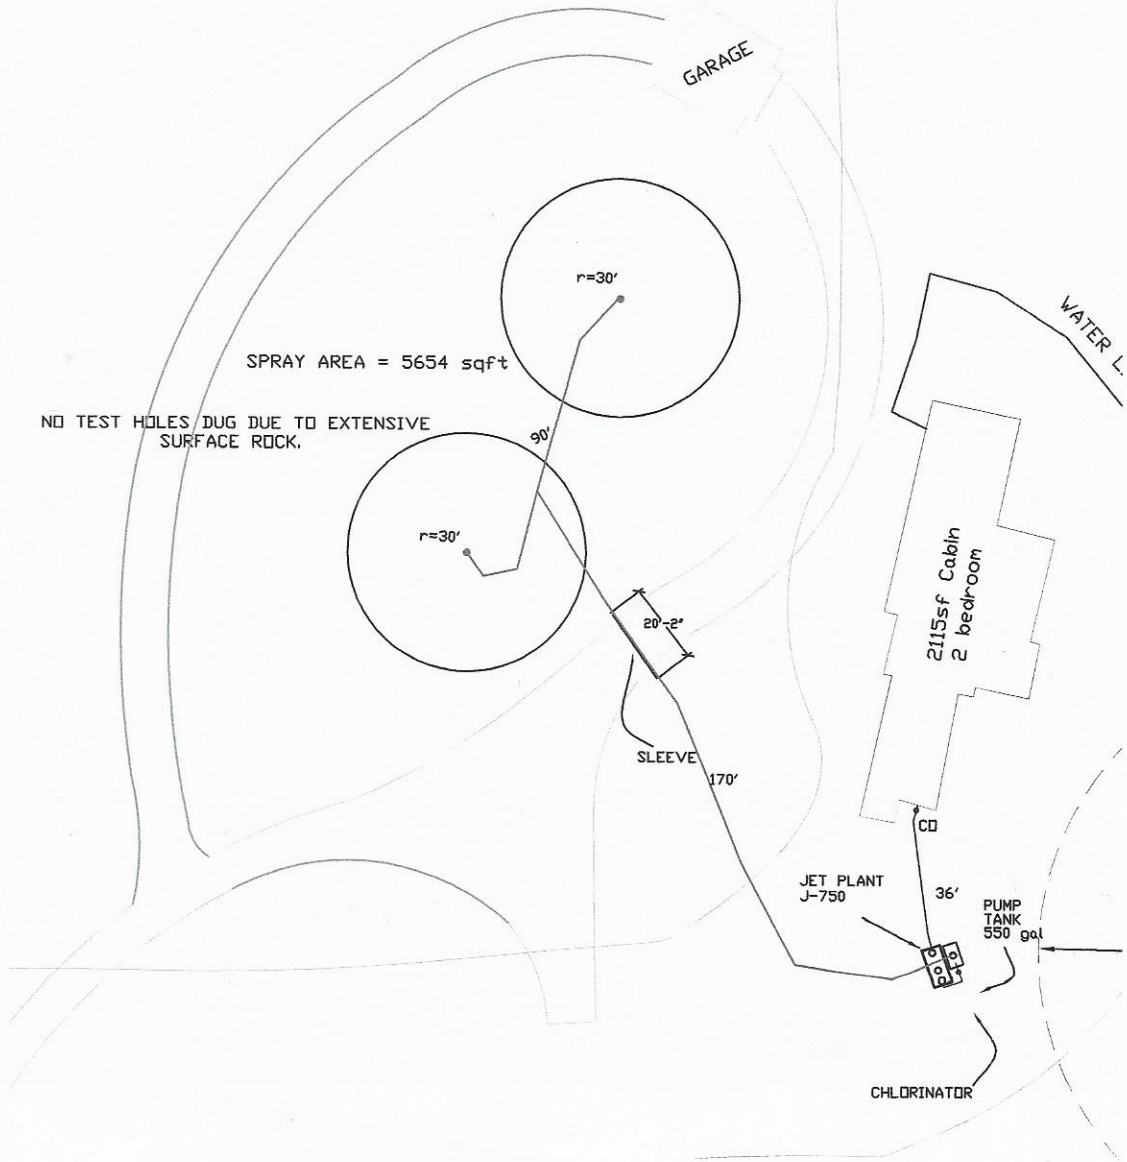 GARAGE
r=30'
WATER L.
SPRAY AREA = 5654 sqft
NO TEST HOLES DUG DUE TO EXTENSIVE
SURFACE ROCK.
90'
r=30'
20'-2"
2115sf Cabin
2 bedroom
SLEEVE
170'
CO
JET PLANT
J-750
36'
PUMP
TANK
550 gal
CHLORINATOR